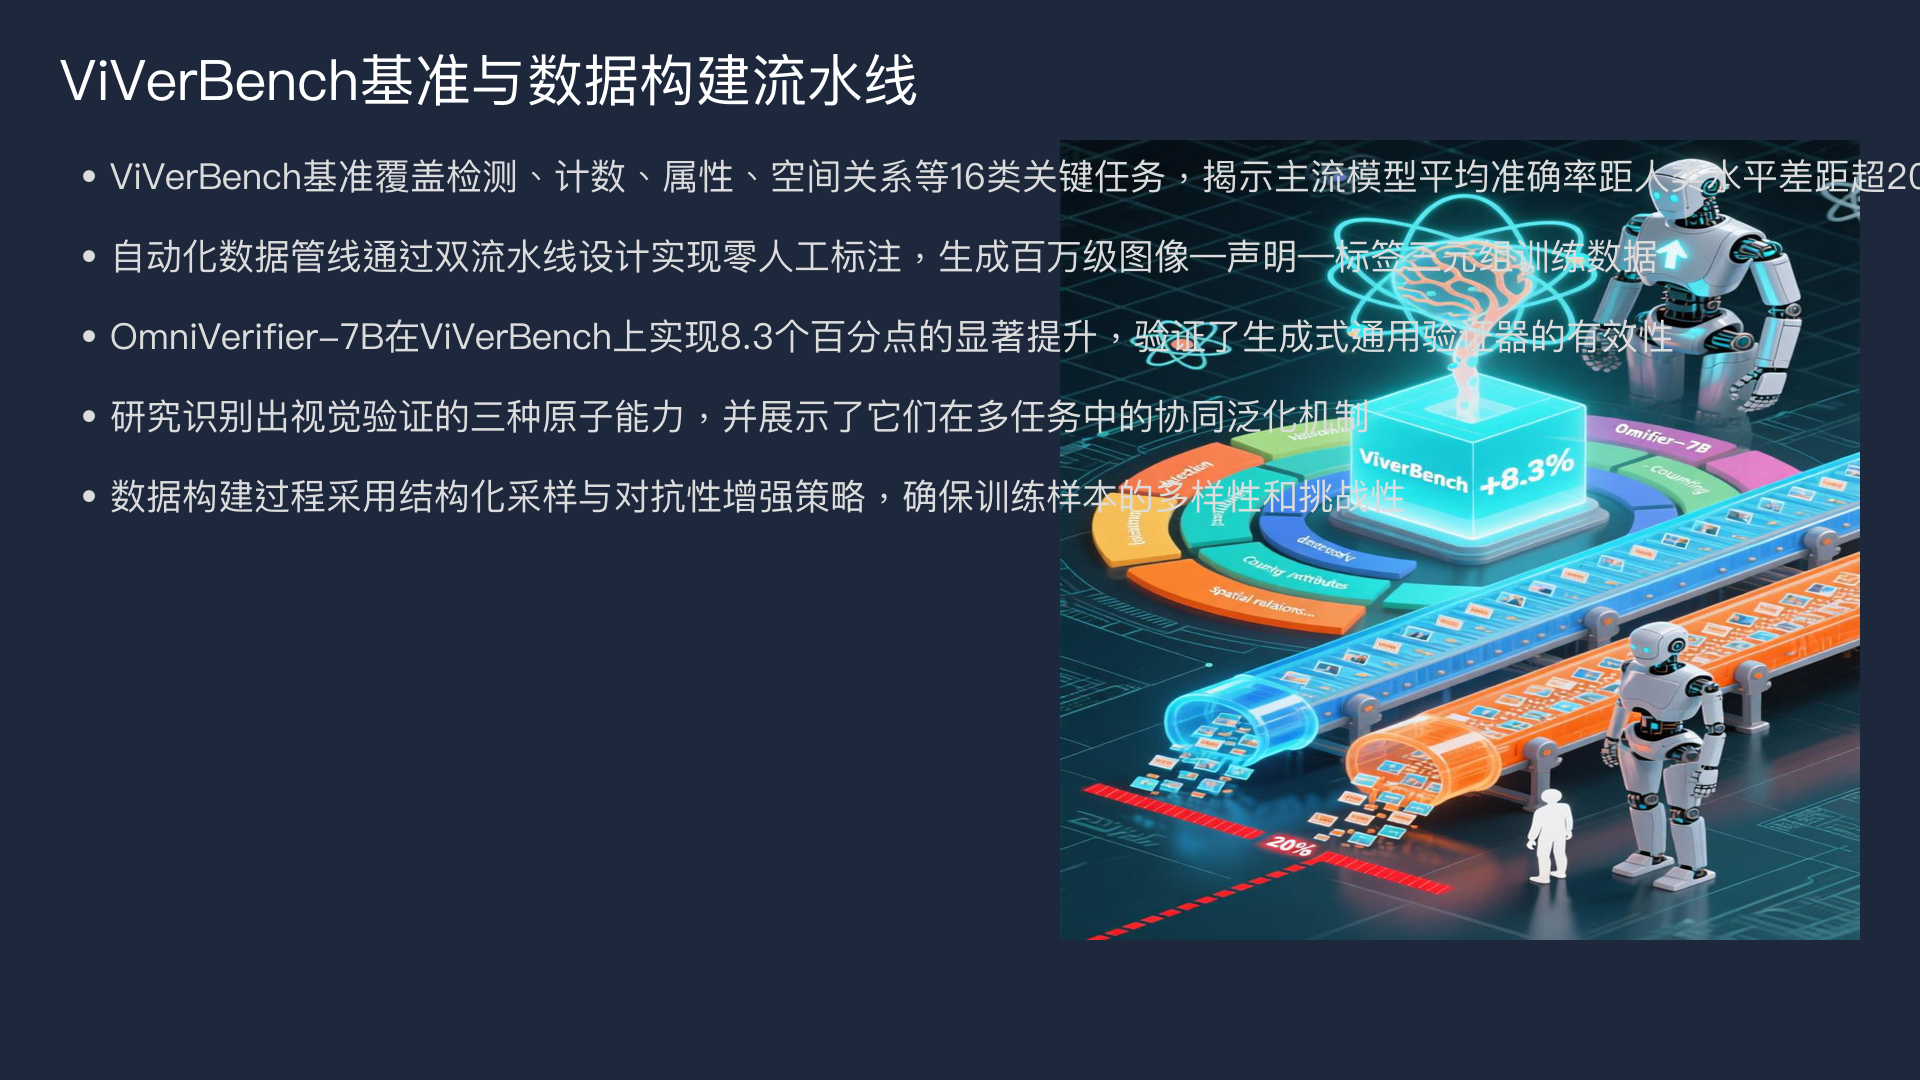 ViVerBench基准与数据构建流水线
• ViVerBench基准覆盖检测、计数、属性、空间关系等16类关键任务，揭示主流模型平均准确率距人类水平差距超20
• 自动化数据管线通过双流水线设计实现零人工标注，生成百万级图像—声明—标签三元组训练数据
• OmniVerifier-7B在ViVerBench上实现8.3个百分点的显著提升，验证了生成式通用验证器的有效性
• 研究识别出视觉验证的三种原子能力，并展示了它们在多任务中的协同泛化机制
• 数据构建过程采用结构化采样与对抗性增强策略，确保训练样本的多样性和挑战性
Omifier-7B
Counting
ViverBench +8.3%
Counig Attributes
Spatial relaions...
20%